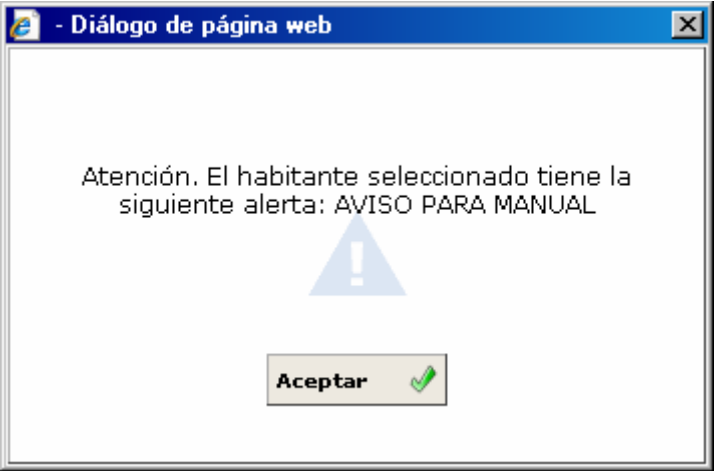 - Diálogo de página web
Atención. El habitante seleccionado tiene la
siguiente alerta: AVISO PARA MANUAL
Aceptar